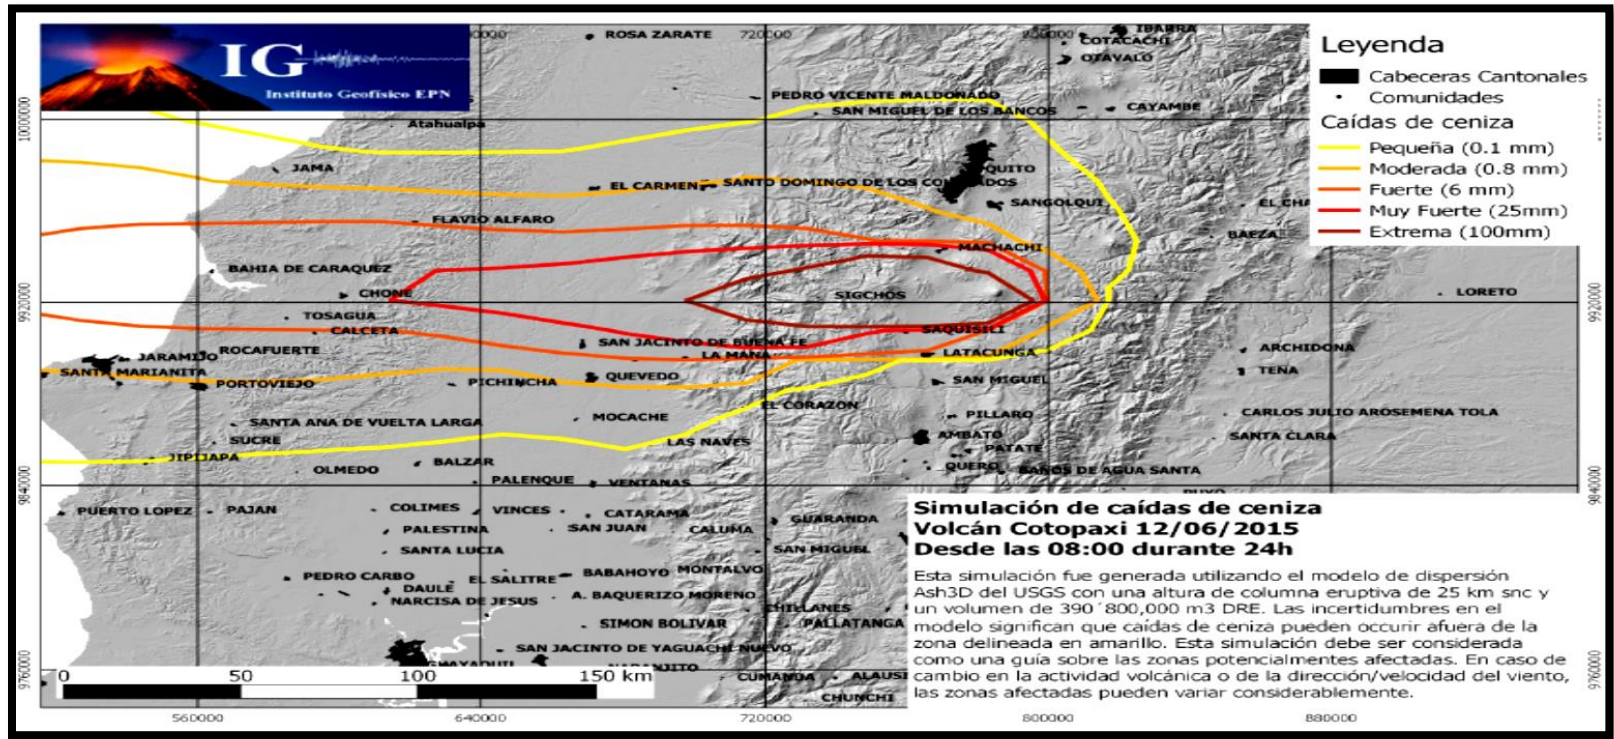 IG
Instituto Geofísico EPN
720000
ROSA ZARATE
IBARRA
COTACACHI
OTAVALO
PEDRO VICENTE MALDONADO
SAN MIGUEL DE LOS BANCOS
CAYAMBE
Atahualpa
JAMA
EL CARMEN
SANTO DOMINGO DE LOS
QUITO
SANGOLQUI
FLAVIO ALFARO
BAEZA
MACHACHI
BAHIA DE CARAQUEZ
CHONE
SIGCHOS
LORETO
TOSAGUA
CALCETA
SAQUISILI
SAN JACINTO DE BUENA FE
ROCAFUERTE
JARAMIJO
LA MANA
LATACUNGA
ARCHIDONA
SANTA MARIANITA
PORTOVIEJO
PICHINCHA
QUEVEDO
SAN MIGUEL
TENA
EL CORAZON
MOCACHE
PILLARO
CARLOS JULIO AROSEMENA TOLA
SANTA ANA DE VUELTA LARGA
SUCRE
LAS NAVES
AMBATO
SANTA CLARA
PATATE
JIPIJAPA
OLMEDO
BALZAR
QUERO
BAÑOS DE AGUA SANTA
PALENQUE
VENTANAS
PUERTO LOPEZ
PAJAN
COLIMES
VINCES
CATARAMA
GUARANDA
PALESTINA
SAN JUAN
CALUMA
SANTA LUCIA
SAN MIGUEL
PEDRO CARBO
EL SALITRE
BABAHOYO
MONTALVO
DAULE
NARCISA DE JESUS
A. BAQUERIZO MORENO
CHILLANES
SIMON BOLIVAR
PALLATANGA
SAN JACINTO DE YAGUACHI NUEVO
GUAYAQUIL
NARANJITO
CUMANDA
ALAUSI
CHUNCHI
Leyenda
Cabeceras Cantonales
Comunidades
Caídas de ceniza
Pequeña (0.1 mm)
Moderada (0.8 mm)
Fuerte (6 mm)
Muy Fuerte (25mm)
Extrema (100mm)
Simulación de caídas de ceniza
Volcán Cotopaxi 12/06/2015
Desde las 08:00 durante 24h
Esta simulación fue generada utilizando el modelo de dispersión
Ash3D del USGS con una altura de columna eruptiva de 25 km snc y
un volumen de 390´800,000 m3 DRE. Las incertidumbres en el
modelo significan que caídas de ceniza pueden occurir afuera de la
zona delineada en amarillo. Esta simulación debe ser considerada
como una guía sobre las zonas potencialmentes afectadas. En caso de
cambio en la actividad volcánica o de la dirección/velocidad del viento,
las zonas afectadas pueden variar considerablemente.
0 50 100 150 km
560000 640000 720000 800000 880000
9920000
9840000
9760000
9920000
9840000
9760000